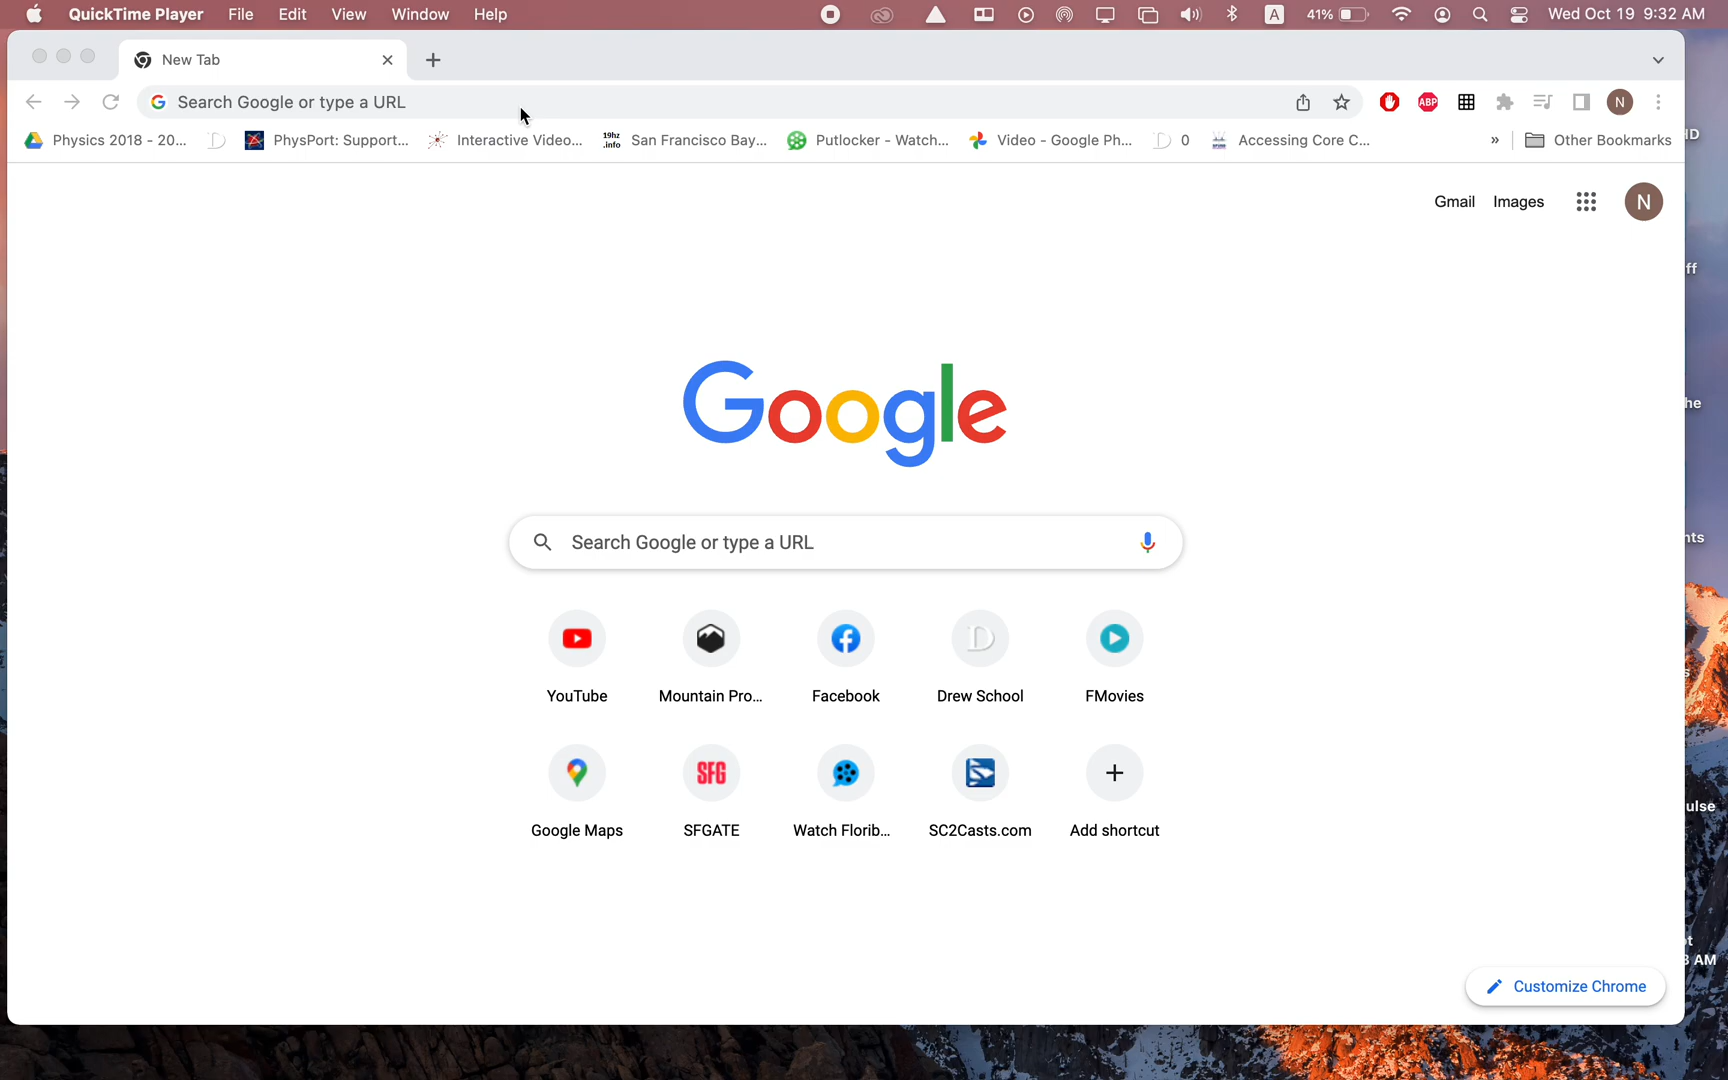 QuickTime Player File Edit View Window Help A 41% Wed Oct 19 9:32 AM
New Tab
Search Google or type a URL ABP N
Physics 2018 - 20... PhysPort: Support... Interactive Video... 19hz .info San Francisco Bay... Putlocker - Watch... Video - Google Ph... 0 Accessing Core C... » Other Bookmarks
Gmail Images N
Google
Search Google or type a URL
YouTube Mountain Pro... Facebook Drew School FMovies
SFG
Google Maps SFGATE Watch Florib... SC2Casts.com Add shortcut
Customize Chrome